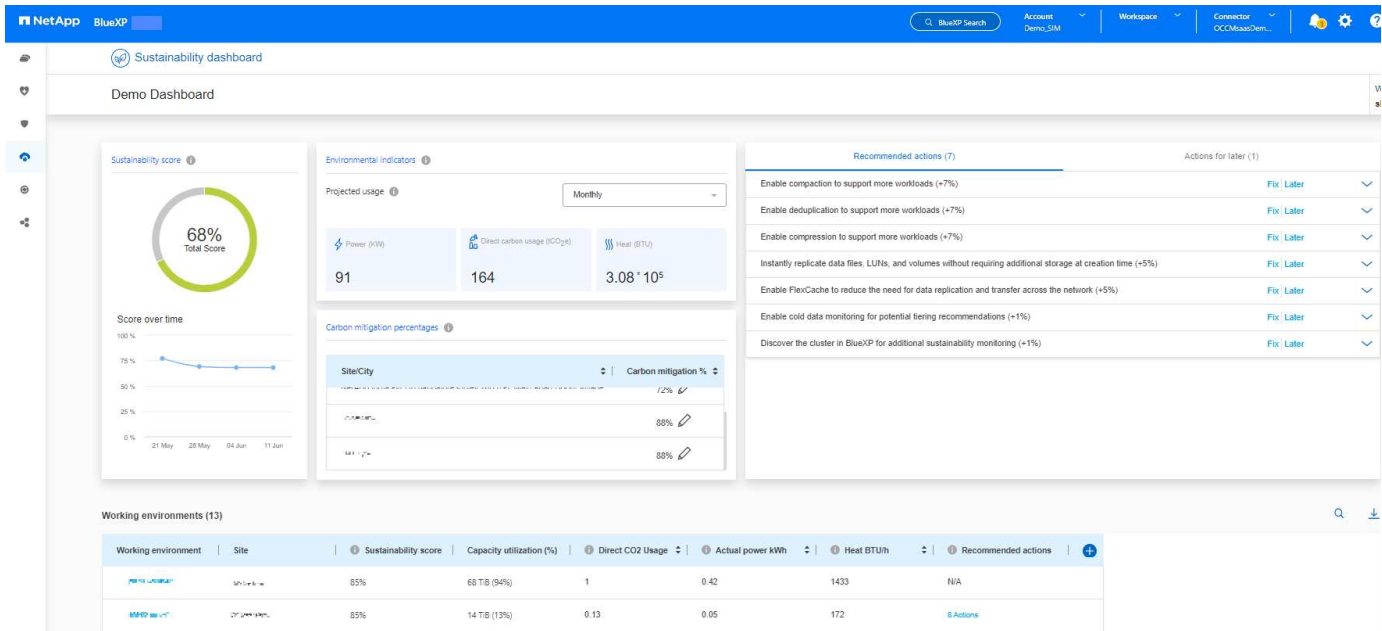 NetApp BlueXP
BlueXP Search
Account
Demo_SIM
Workspace
Connector
OCCMsaasDem...
1
Sustainability dashboard
Demo Dashboard
Sustainability score
68%
Total Score
Score over time
100 %
75 %
50 %
25 %
0 %
21 May 28 May 04 Jun 11 Jun
Environmental indicators
Projected usage
Monthly
Power (KW)
91
Direct carbon usage (tCO2e)
164
Heat (BTU)
3.08 * 10⁵
Carbon mitigation percentages
Site/City Carbon mitigation %
72%
88%
88%
Recommended actions (7) Actions for later (1)
Enable compaction to support more workloads (+7%) Fix Later
Enable deduplication to support more workloads (+7%) Fix Later
Enable compression to support more workloads (+7%) Fix Later
Instantly replicate data files, LUNs, and volumes without requiring additional storage at creation time (+5%) Fix Later
Enable FlexCache to reduce the need for data replication and transfer across the network (+5%) Fix Later
Enable cold data monitoring for potential tiering recommendations (+1%) Fix Later
Discover the cluster in BlueXP for additional sustainability monitoring (+1%) Fix Later
Working environments (13)
Working environment Site Sustainability score Capacity utilization (%) Direct CO2 Usage Actual power kWh Heat BTU/h Recommended actions
85% 68 TiB (94%) 1 0.42 1433 N/A
85% 14 TiB (13%) 0.13 0.05 172 8 Actions